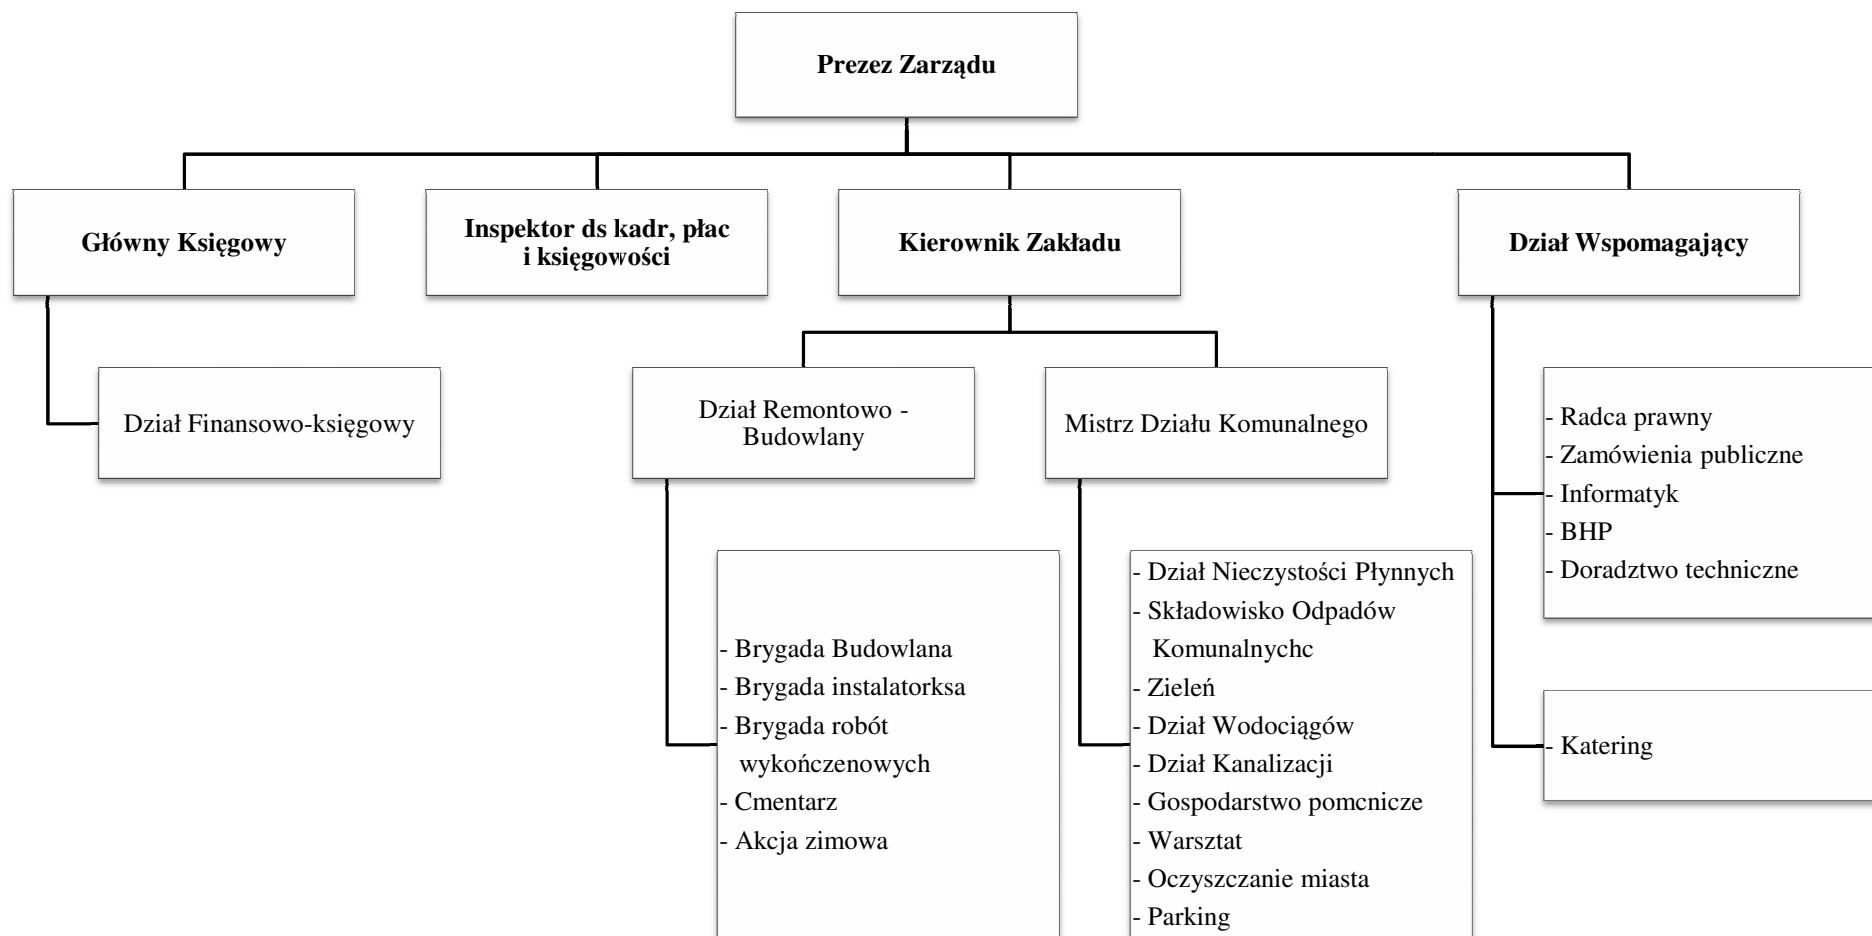 Prezez Zarządu
Główny Księgowy
Inspektor ds kadr, płac
i księgowości
Kierownik Zakładu
Dział Wspomagający
Dział Finansowo-księgowy
Dział Remontowo -
Budowlany
Mistrz Działu Komunalnego
- Radca prawny
- Zamówienia publiczne
- Informatyk
- BHP
- Doradztwo techniczne
- Brygada Budowlana
- Brygada instalatorksa
- Brygada robót
wykończenowych
- Cmentarz
- Akcja zimowa
- Dział Nieczystości Płynnych
- Składowisko Odpadów
Komunalnychc
- Zieleń
- Dział Wodociągów
- Dział Kanalizacji
- Gospodarstwo pomcnicze
- Warsztat
- Oczyszczanie miasta
- Parking
- Katering